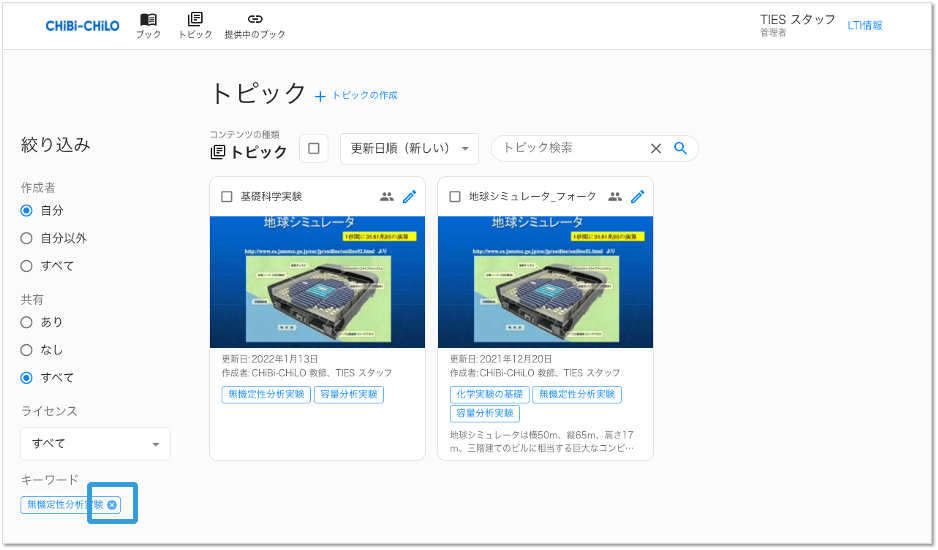 CHiBi-CHiLO
ブック
トピック
提供中のブック
TIES スタッフ
管理者
LTI情報
トピック
トピックの作成
コンテンツの種類
トピック
更新日順（新しい）
トピック検索
絞り込み
作成者
自分
自分以外
すべて
共有
あり
なし
すべて
ライセンス
すべて
キーワード
無機定性分析実験
基礎科学実験
地球シミュレータ
1秒間に35.61兆回の演算
http://www.es.jamstec.go.jp/esc/jp/outline/outline02.html より
更新日:2022年1月13日
作成者:CHiBi-CHiLO 教師、TIES スタッフ
無機定性分析実験
容量分析実験
地球シミュレータ_フォーク
地球シミュレータ
1秒間に35.61兆回の演算
http://www.es.jamstec.go.jp/esc/jp/outline/outline02.html より
更新日:2021年12月20日
作成者:CHiBi-CHiLO 教師、TIES スタッフ
化学実験の基礎
無機定性分析実験
容量分析実験
地球シミュレータは横50m、縦65m、高さ17
m、三階建てのビルに相当する巨大なコンピ…